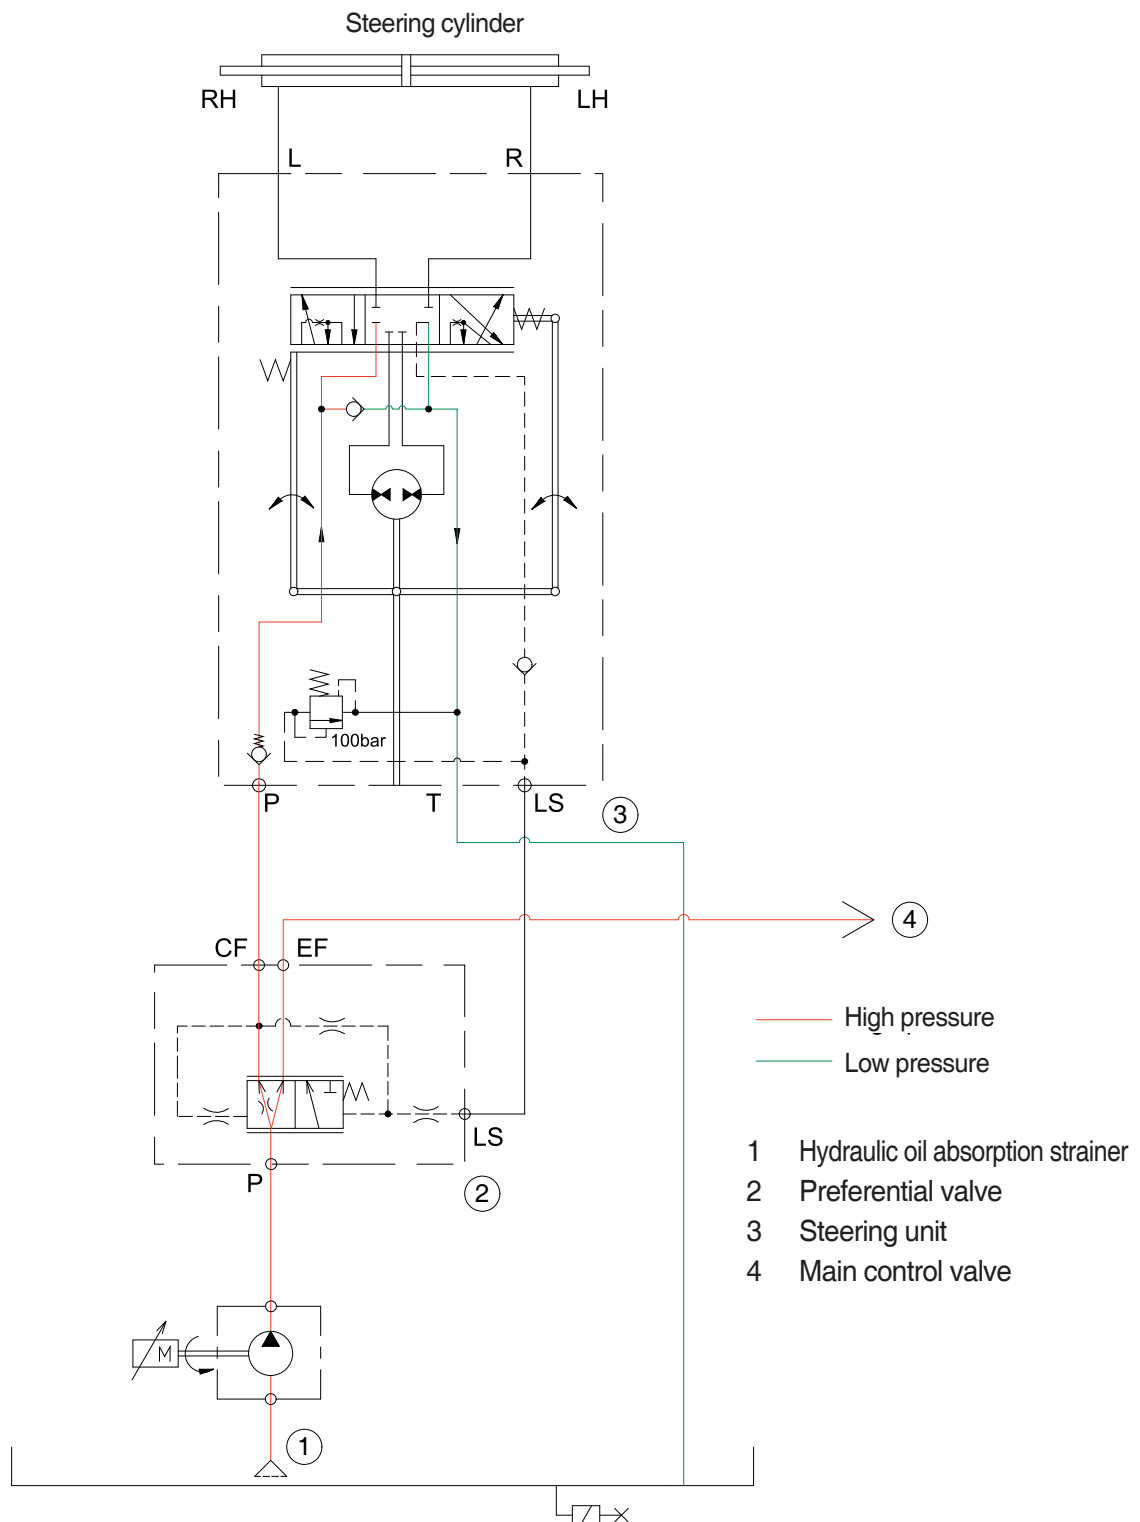 Steering cylinder
RH
LH
L
R
100bar
P
T
LS
3
4
CF
EF
High pressure
Low pressure
LS
P
2
1 Hydraulic oil absorption strainer
2 Preferential valve
3 Steering unit
4 Main control valve
M
1